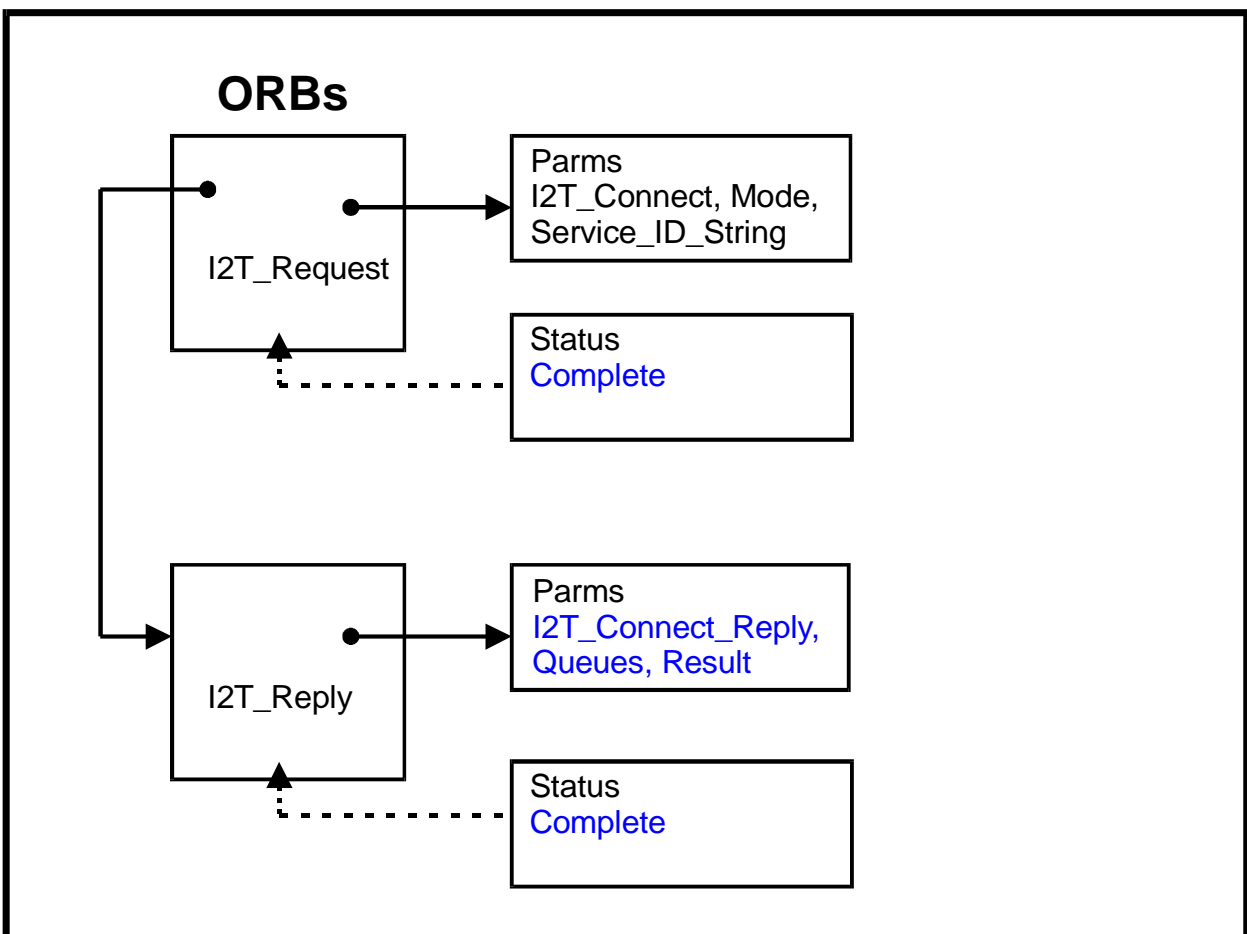 ORBs
I2T_Request
Parms
I2T_Connect, Mode,
Service_ID_String
Status
Complete
I2T_Reply
Parms
I2T_Connect_Reply,
Queues, Result
Status
Complete